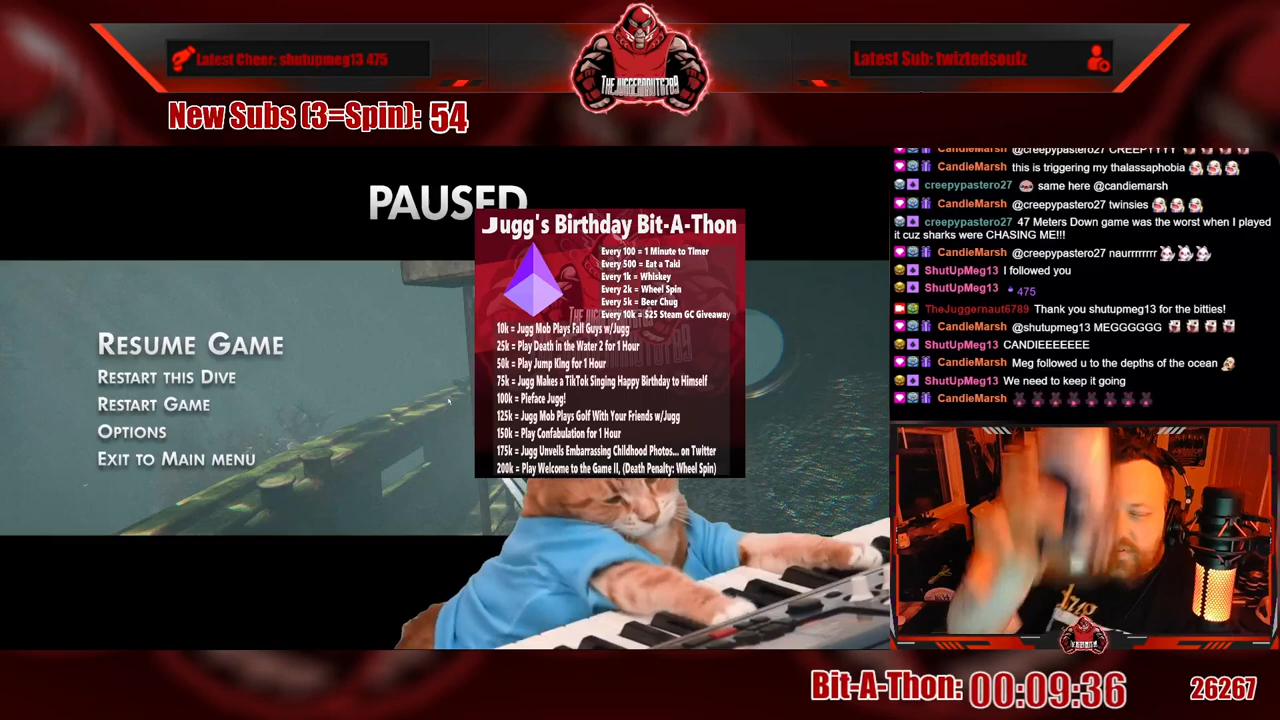 Latest Cheer: shutupmeg13 475
THEJUGGERNAUT6789
Latest Sub: twiztedsoulz
New Subs (3=Spin): 54
PAUSED
RESUME GAME
RESTART THIS DIVE
RESTART GAME
OPTIONS
EXIT TO MAIN MENU
Jugg's Birthday Bit-A-Thon
Every 100 = 1 Minute to Timer
Every 500 = Eat a Taki
Every 1k = Whiskey
Every 2k = Wheel Spin
Every 5k = Beer Chug
Every 10k = $25 Steam GC Giveaway
10k = Jugg Mob Plays Fall Guys w/Jugg
25k = Play Death in the Water 2 for 1 Hour
50k = Play Jump King for 1 Hour
75k = Jugg Makes a TikTok Singing Happy Birthday to Himself
100k = Pieface Jugg!
125k = Jugg Mob Plays Golf With Your Friends w/Jugg
150k = Play Confabulation for 1 Hour
175k = Jugg Unveils Embarrassing Childhood Photos... on Twitter
200k = Play Welcome to the Game II, (Death Penalty: Wheel Spin)
CandieMarsh @creepypastero27 CREEPYYYY
CandieMarsh this is triggering my thalassaphobia
creepypastero27 same here @candiemarsh
CandieMarsh @creepypastero27 twinsies
creepypastero27 47 Meters Down game was the worst when I played
it cuz sharks were CHASING ME!!!
CandieMarsh @creepypastero27 naurrrrrrrr
ShutUpMeg13 I followed you
ShutUpMeg13 475
TheJuggernaut6789 Thank you shutupmeg13 for the bitties!
CandieMarsh @shutupmeg13 MEGGGGGG
ShutUpMeg13 CANDIEEEEEE
CandieMarsh Meg followed u to the depths of the ocean
ShutUpMeg13 We need to keep it going
CandieMarsh
Bit-A-Thon: 00:09:36
26267